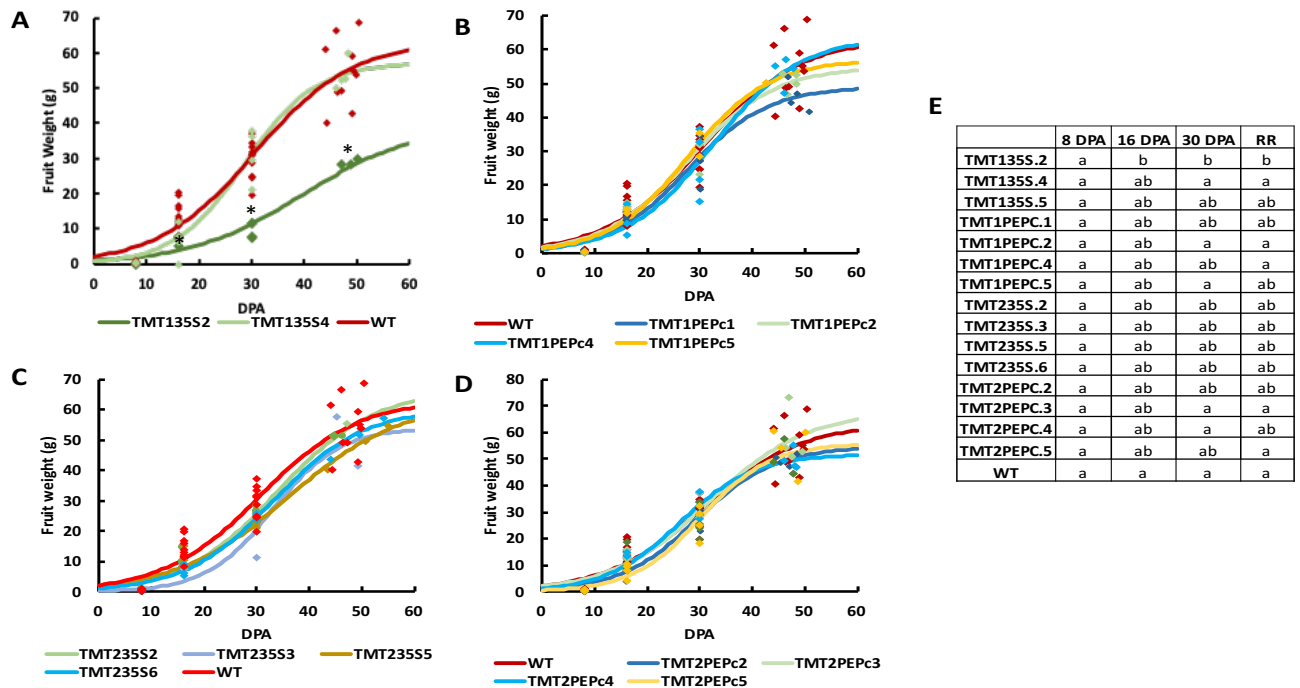 A
70
60
50
40
30
20
10
0
Fruit Weight (g)
*
*
*
0 10 20 30 40 50 60
DPA
TMT135S2 TMT135S4 WT
B
70
60
50
40
30
20
10
0
Fruit weight (g)
0 10 20 30 40 50 60
DPA
WT TMT1PEPc1 TMT1PEPc2
TMT1PEPc4 TMT1PEPc5
C
70
60
50
40
30
20
10
0
Fruit weight (g)
0 10 20 30 40 50 60
DPA
TMT235S2 TMT235S3 TMT235S5
TMT235S6 WT
D
80
70
60
50
40
30
20
10
0
Fruit weight (g)
0 10 20 30 40 50 60
DPA
WT TMT2PEPc2 TMT2PEPc3
TMT2PEPc4 TMT2PEPc5
E
8 DPA 16 DPA 30 DPA RR
TMT135S.2 a b b b
TMT135S.4 a ab a a
TMT135S.5 a ab ab ab
TMT1PEPC.1 a ab ab ab
TMT1PEPC.2 a ab a a
TMT1PEPC.4 a ab ab a
TMT1PEPC.5 a ab a ab
TMT235S.2 a ab ab ab
TMT235S.3 a ab ab ab
TMT235S.5 a ab ab ab
TMT235S.6 a ab ab ab
TMT2PEPC.2 a ab ab ab
TMT2PEPC.3 a ab a a
TMT2PEPC.4 a ab a ab
TMT2PEPC.5 a ab ab a
WT a a a a